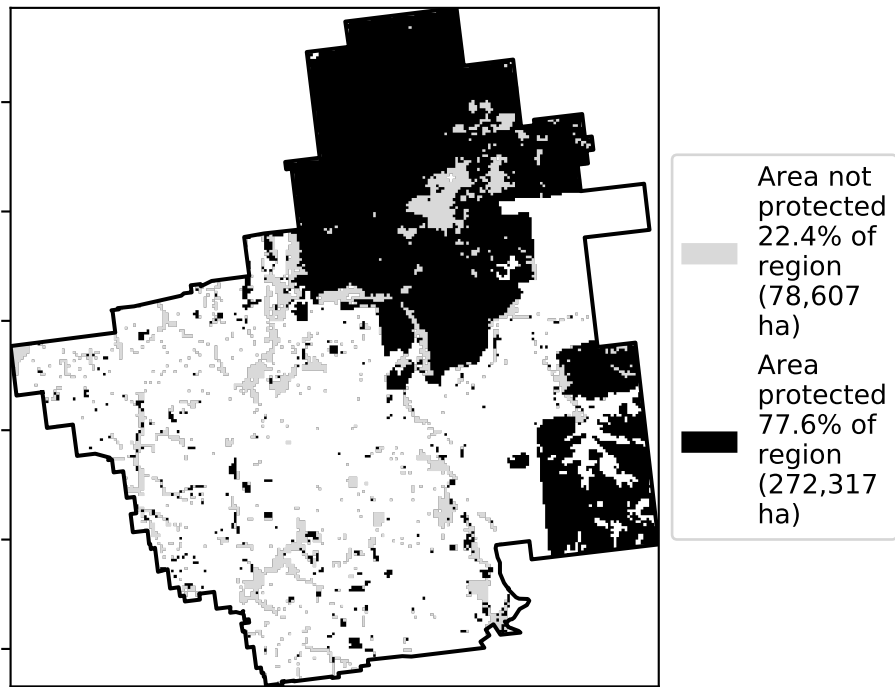 Area not
protected
22.4% of
region
(78,607
ha)
Area
protected
77.6% of
region
(272,317
ha)